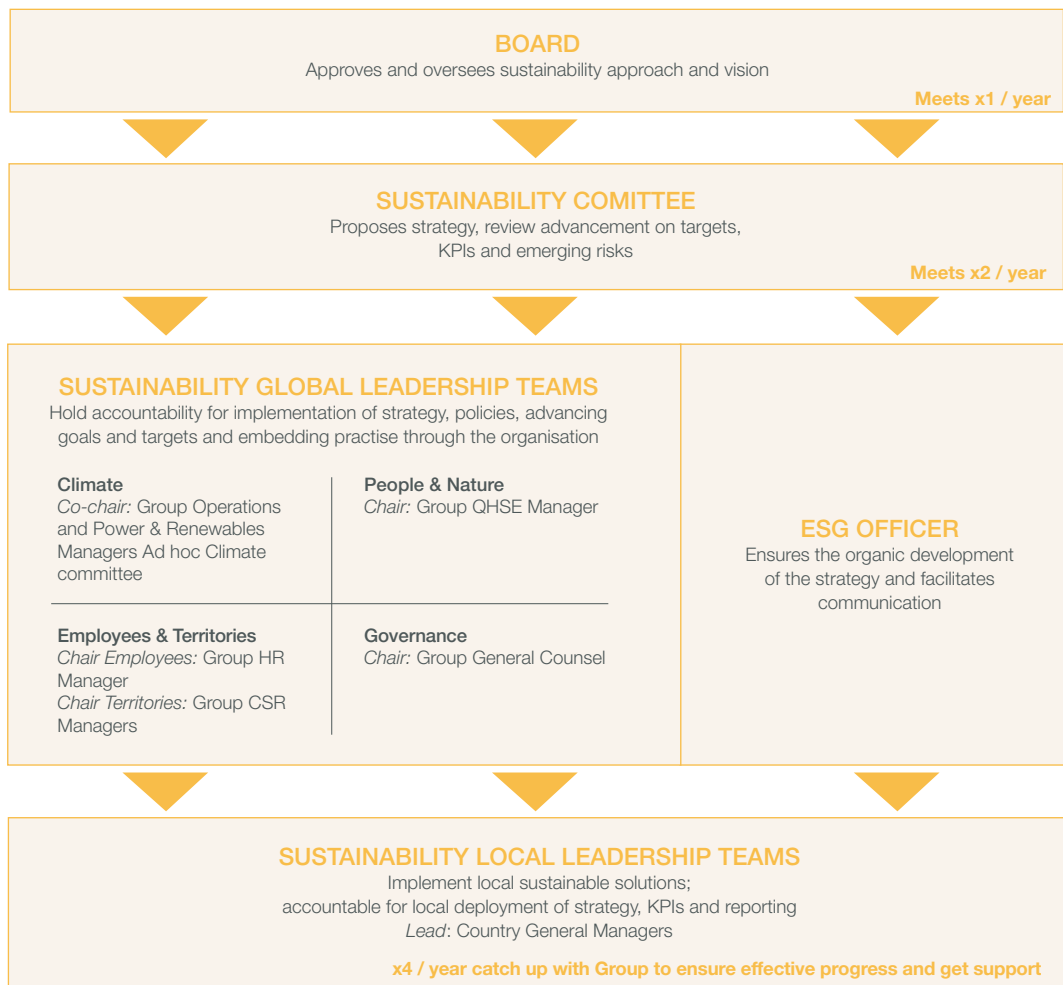 BOARD
Approves and oversees sustainability approach and vision
Meets x1 / year
SUSTAINABILITY COMITTEE
Proposes strategy, review advancement on targets,
KPIs and emerging risks
Meets x2 / year
SUSTAINABILITY GLOBAL LEADERSHIP TEAMS
Hold accountability for implementation of strategy, policies, advancing
goals and targets and embedding practise through the organisation
Climate
Co-chair: Group Operations
and Power & Renewables
Managers Ad hoc Climate
committee
People & Nature
Chair: Group QHSE Manager
Employees & Territories
Chair Employees: Group HR
Manager
Chair Territories: Group CSR
Managers
Governance
Chair: Group General Counsel
ESG OFFICER
Ensures the organic development
of the strategy and facilitates
communication
SUSTAINABILITY LOCAL LEADERSHIP TEAMS
Implement local sustainable solutions;
accountable for local deployment of strategy, KPIs and reporting
Lead: Country General Managers
x4 / year catch up with Group to ensure effective progress and get support